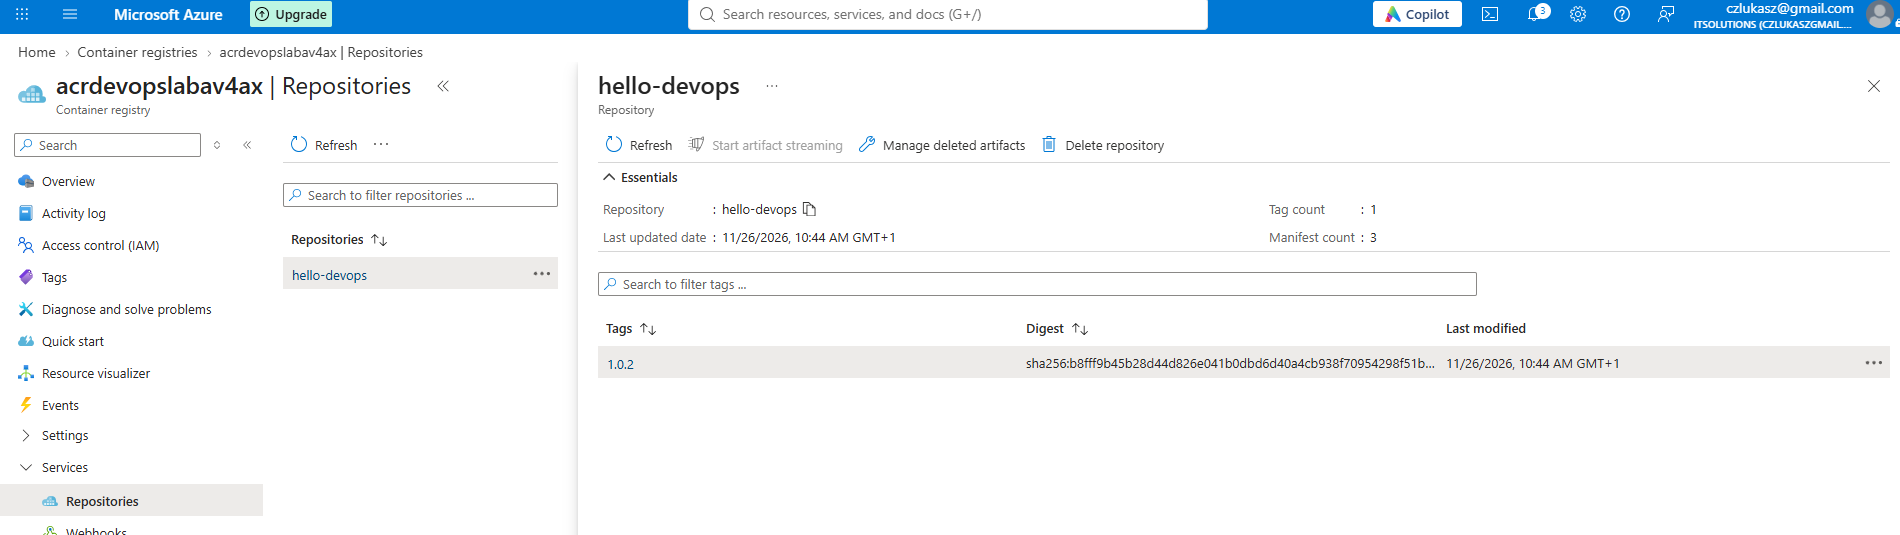 Microsoft Azure
Upgrade
Search resources, services, and docs (G+/)
Copilot
3
czlukasz@gmail.com
ITSOLUTIONS (CZLUKASZGMAIL....
Home > Container registries > acrdevopslabav4ax | Repositories
acrdevopslabav4ax | Repositories
Container registry
Search
Overview
Activity log
Access control (IAM)
Tags
Diagnose and solve problems
Quick start
Resource visualizer
Events
Settings
Services
Repositories
Webhooks
Refresh
Search to filter repositories ...
Repositories
hello-devops
hello-devops
Repository
Refresh
Start artifact streaming
Manage deleted artifacts
Delete repository
Essentials
Repository : hello-devops
Tag count : 1
Last updated date : 11/26/2026, 10:44 AM GMT+1
Manifest count : 3
Search to filter tags ...
Tags Digest Last modified
1.0.2 sha256:b8fff9b45b28d44d826e041b0dbd6d40a4cb938f70954298f51b... 11/26/2026, 10:44 AM GMT+1